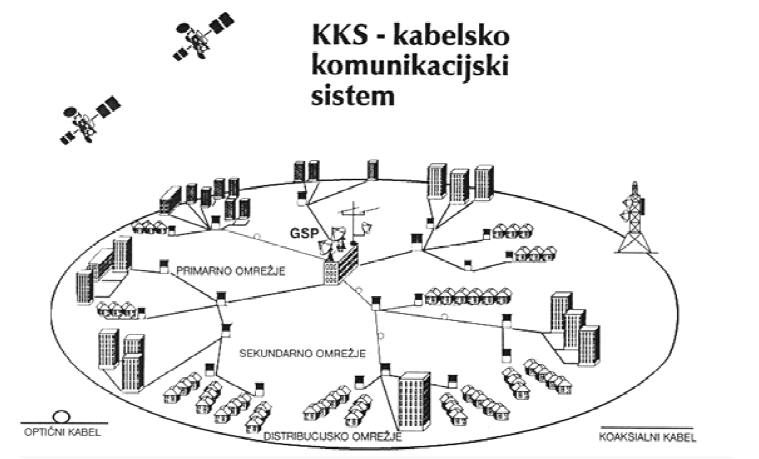 KKS - kabelsko
komunikacijski
sistem
GSP
PRIMARNO OMREŽJE
SEKUNDARNO OMREŽJE
DISTRIBUCIJSKO OMREŽJE
OPTIČNI KABEL
KOAKSIALNI KABEL